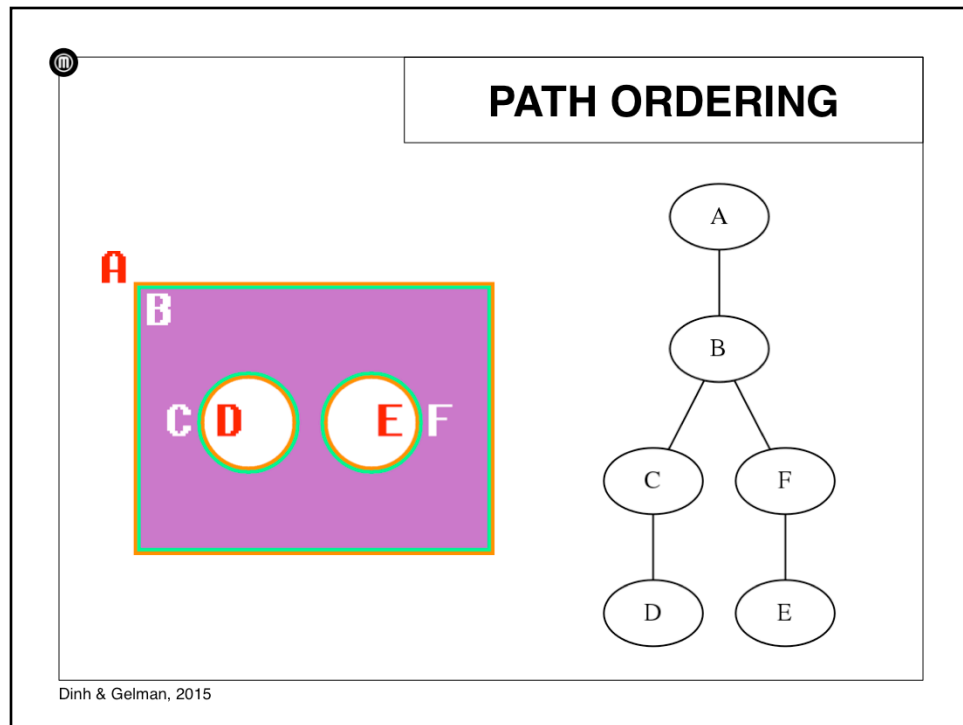 m
PATH ORDERING
A
B
C D E F
A
B
C F
D E
Dinh & Gelman, 2015